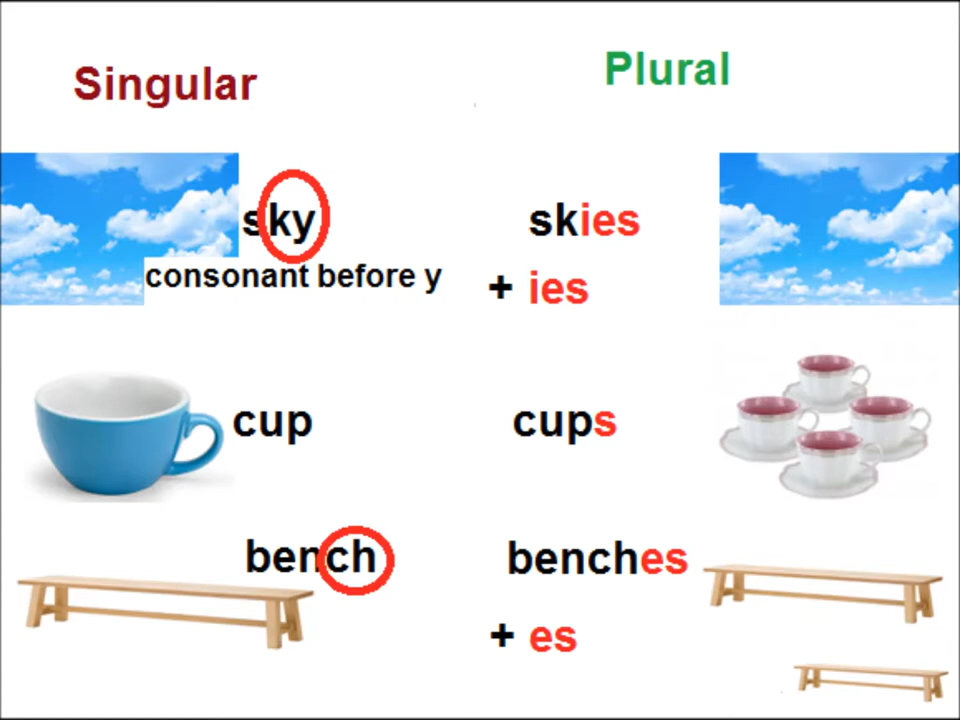 Singular Plural
sky skies
consonant before y + ies
cup cups
bench benches
+ es